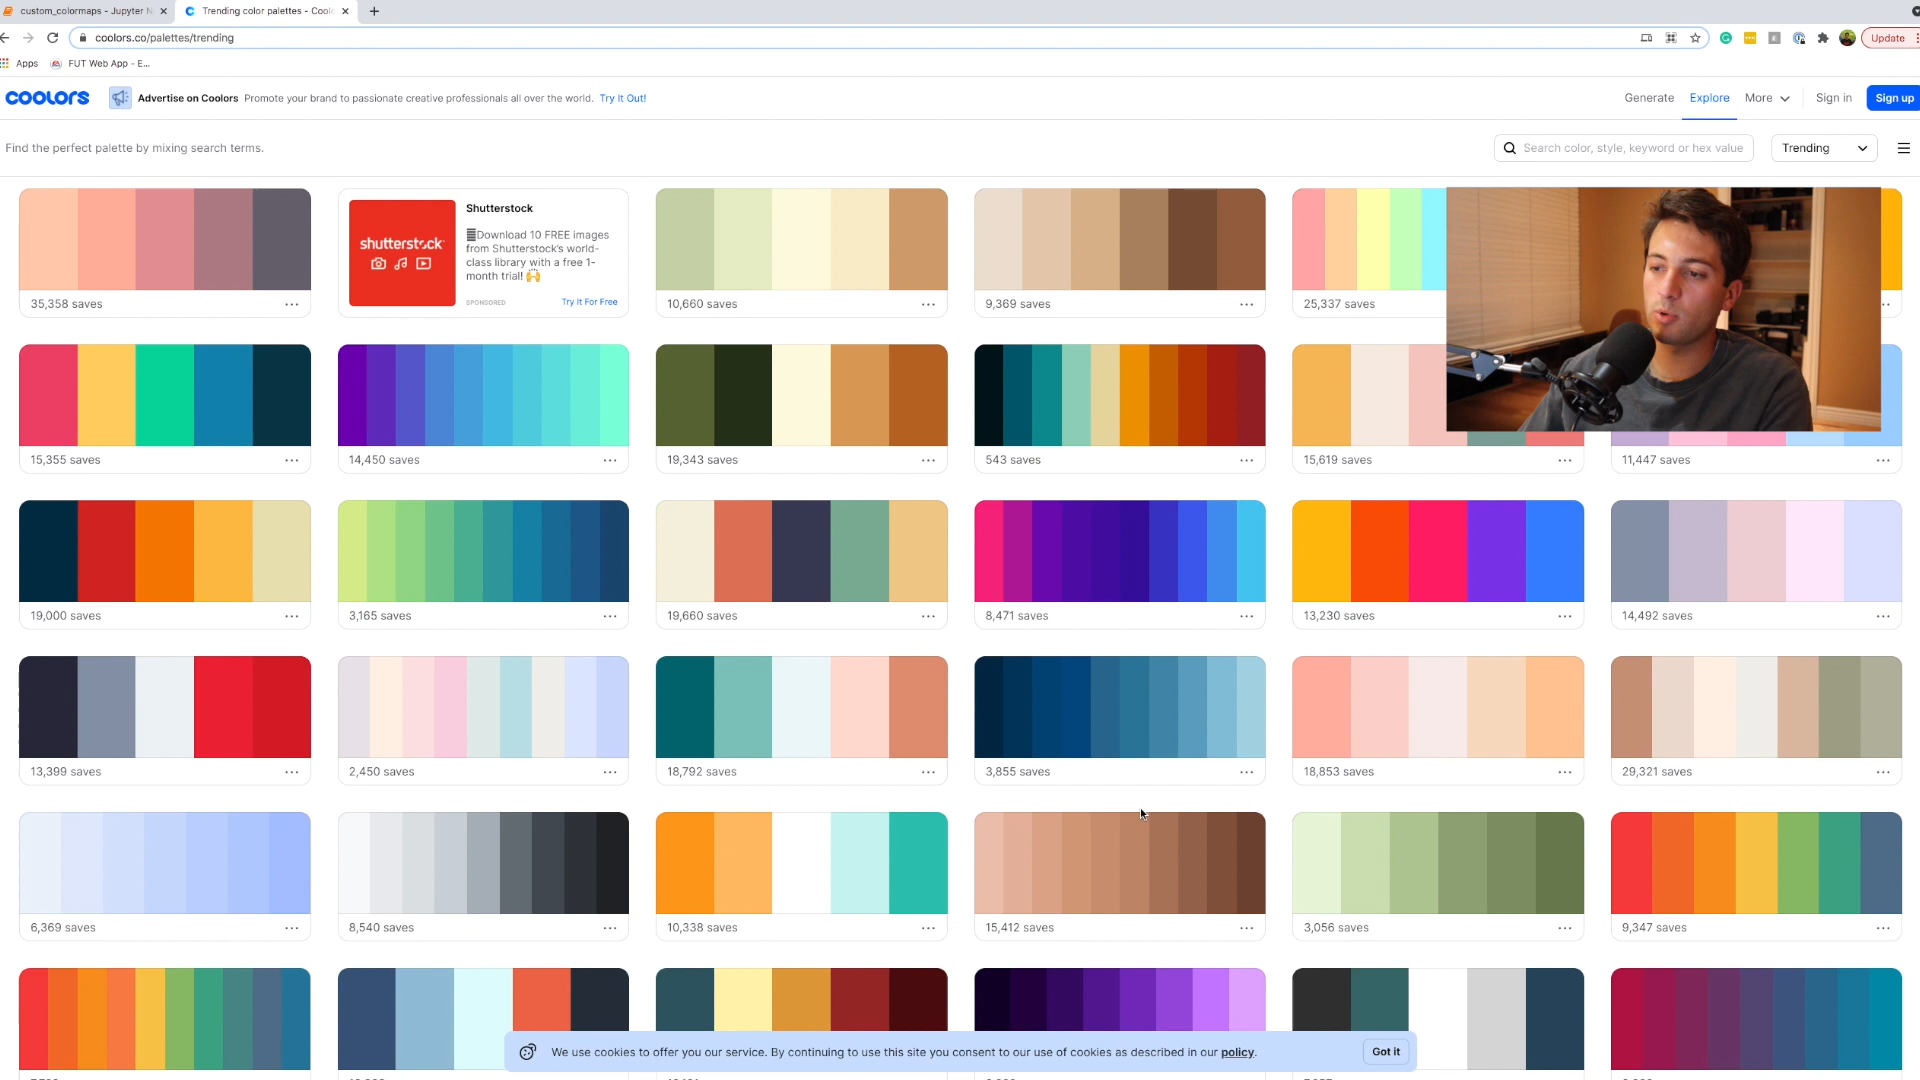 custom_colormaps - Jupyter N
Trending color palettes - Cool
coolors.co/palettes/trending
Update
Apps
FUT Web App - E...
coolors
Advertise on Coolors Promote your brand to passionate creative professionals all over the world. Try It Out!
Generate
Explore
More
Sign in
Sign up
Find the perfect palette by mixing search terms.
Search color, style, keyword or hex value
Trending
35,358 saves
shutterstock
Shutterstock
Download 10 FREE images
from Shutterstock's world-
class library with a free 1-
month trial! 🙌
SPONSORED
Try It For Free
10,660 saves
9,369 saves
25,337 saves
15,355 saves
14,450 saves
19,343 saves
543 saves
15,619 saves
11,447 saves
19,000 saves
3,165 saves
19,660 saves
8,471 saves
13,230 saves
14,492 saves
13,399 saves
2,450 saves
18,792 saves
3,855 saves
18,853 saves
29,321 saves
6,369 saves
8,540 saves
10,338 saves
15,412 saves
3,056 saves
9,347 saves
We use cookies to offer you our service. By continuing to use this site you consent to our use of cookies as described in our policy.
Got it